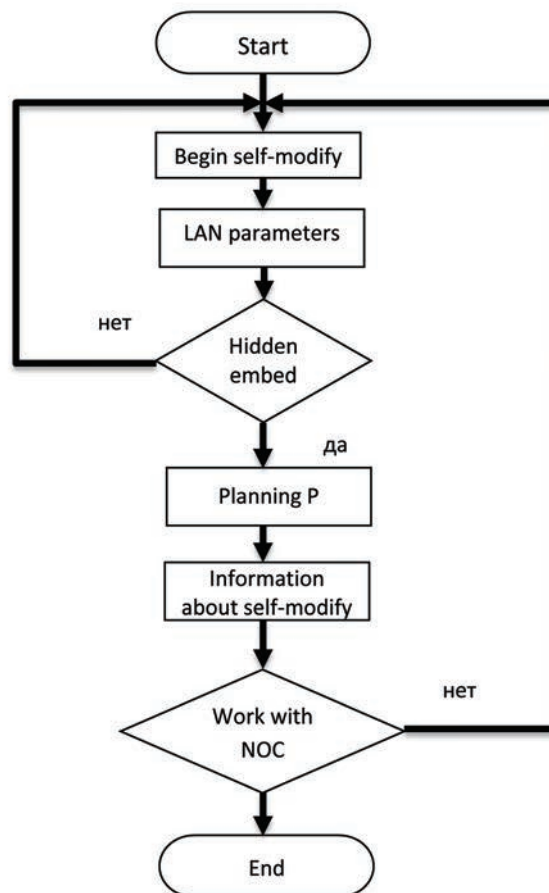 Start
Begin self-modify
LAN parameters
нет
Hidden
embed
да
Planning P
Information
about self-modify
нет
Work with
NOC
End